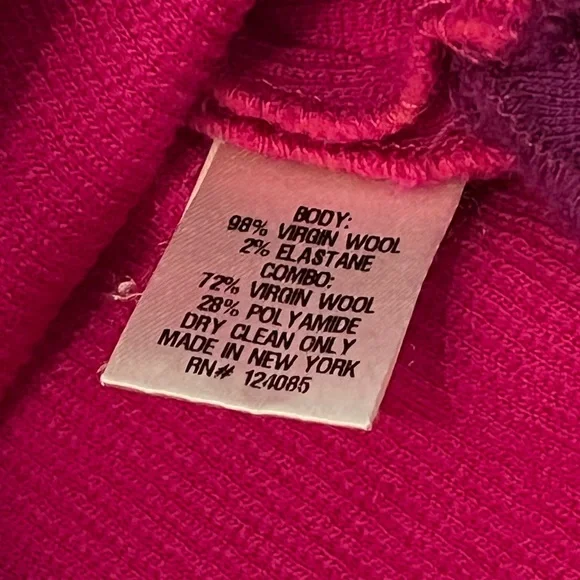 BODY:
98% VIRGIN WOOL
2% ELASTANE
COMBO:
72% VIRGIN WOOL
28% POLYAMIDE
DRY CLEAN ONLY
MADE IN NEW YORK
RN# 124085